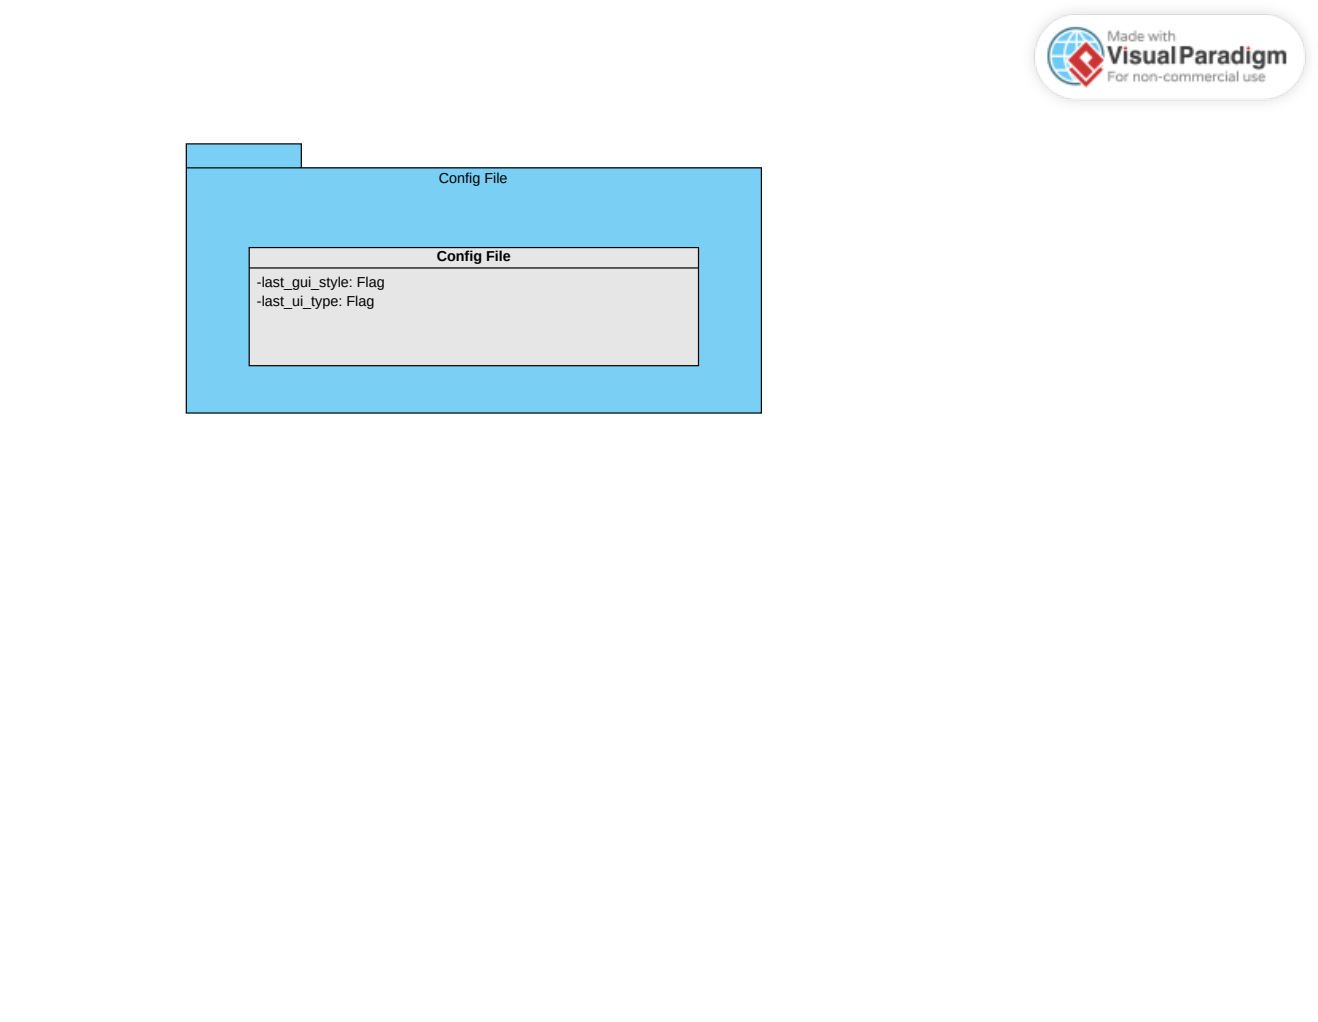 Made with
Visual Paradigm
For non-commercial use
Config File
Config File
-last_gui_style: Flag
-last_ui_type: Flag